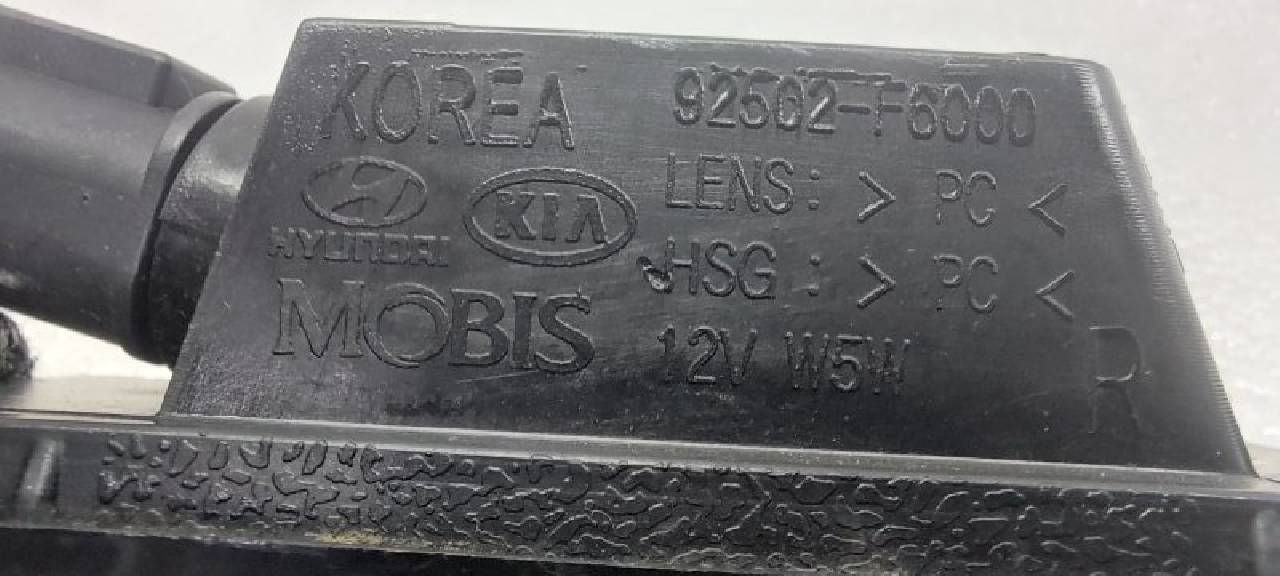 KOREA
HYUNDAI
KIA
MOBIS
92502-F6000
LENS: > PC <
HSG: > PC <
12V W5W
R